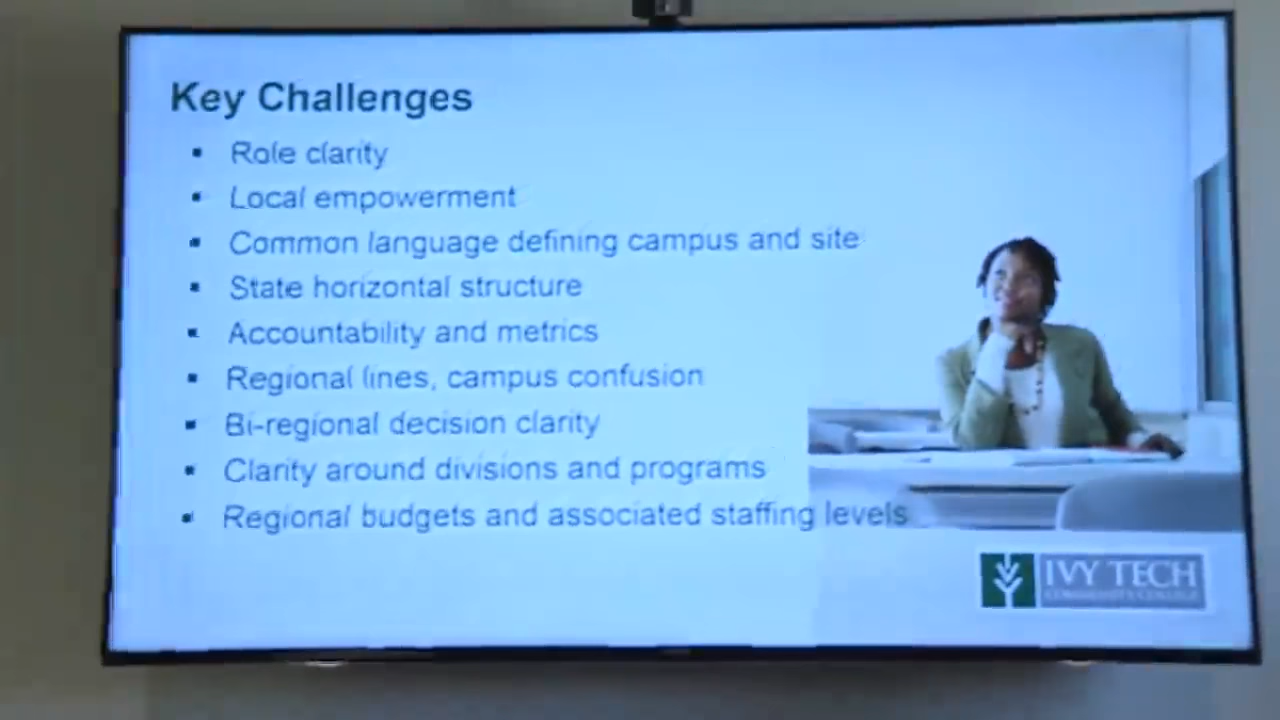 Key Challenges
▪ Role clarity
▪ Local empowerment
▪ Common language defining campus and site
▪ State horizontal structure
▪ Accountability and metrics
▪ Regional lines, campus confusion
▪ Bi-regional decision clarity
▪ Clarity around divisions and programs
▪ Regional budgets and associated staffing levels
IVY TECH
COMMUNITY COLLEGE